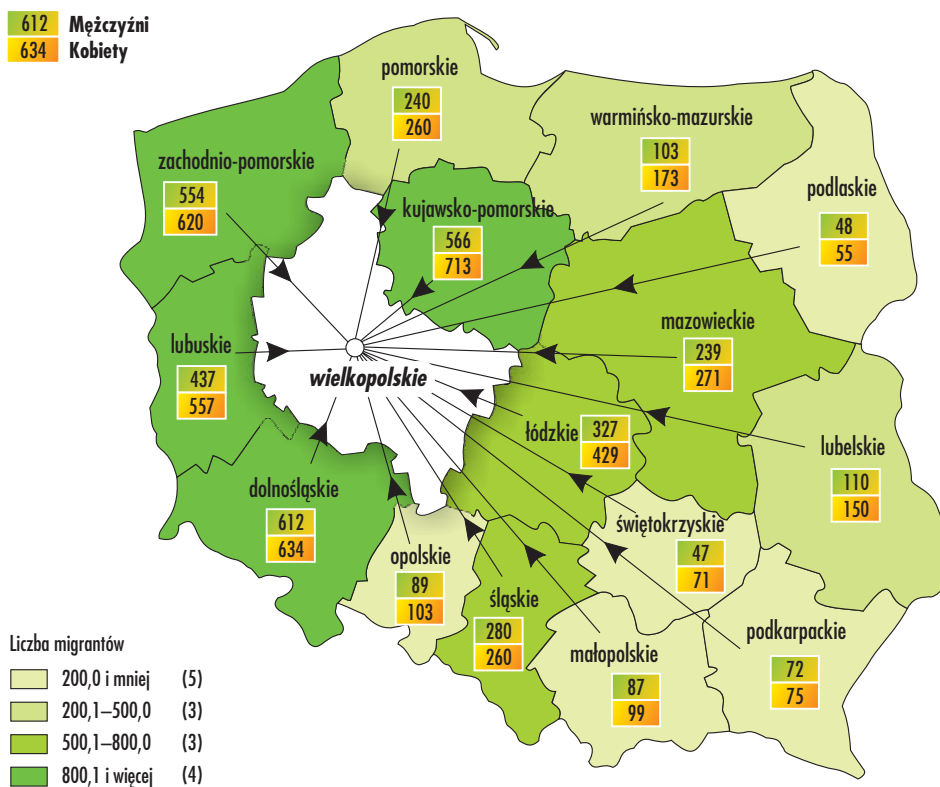 612 Mężczyźni
634 Kobiety
pomorskie
240
260
warmińsko-mazurskie
103
173
zachodnio-pomorskie
554
620
podlaskie
48
55
kujawsko-pomorskie
566
713
mazowieckie
239
271
lubuskie
437
557
wielkopolskie
łódzkie
327
429
lubelskie
110
150
dolnośląskie
612
634
świętokrzyskie
47
71
opolskie
89
103
śląskie
280
260
małopolskie
87
99
podkarpackie
72
75
Liczba migrantów
200,0 i mniej (5)
200,1–500,0 (3)
500,1–800,0 (3)
800,1 i więcej (4)